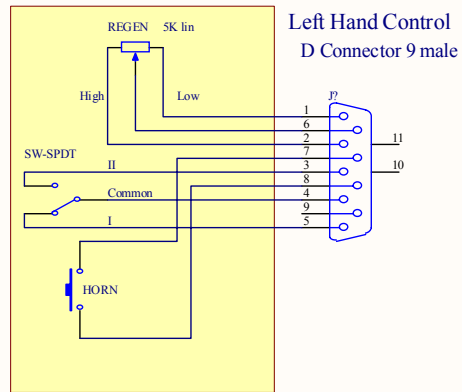 Left Hand Control
D Connector 9 male
REGEN 5K lin
High
Low
J?
1
6
2
7
3
8
4
9
5
11
10
SW-SPDT
II
Common
I
HORN